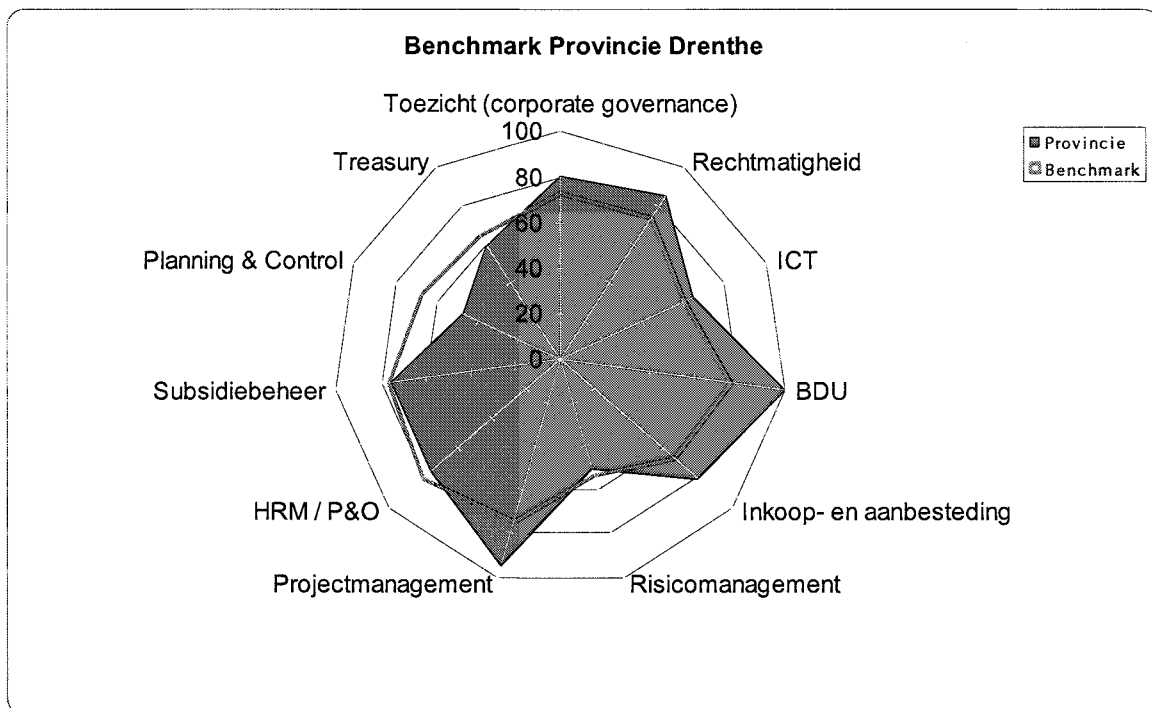 Benchmark Provincie Drenthe
Toezicht (corporate governance)
100
80
60
40
20
0
Rechtmatigheid
ICT
BDU
Inkoop- en aanbesteding
Risicomanagement
Projectmanagement
HRM / P&O
Subsidiebeheer
Planning & Control
Treasury
Provincie
Benchmark